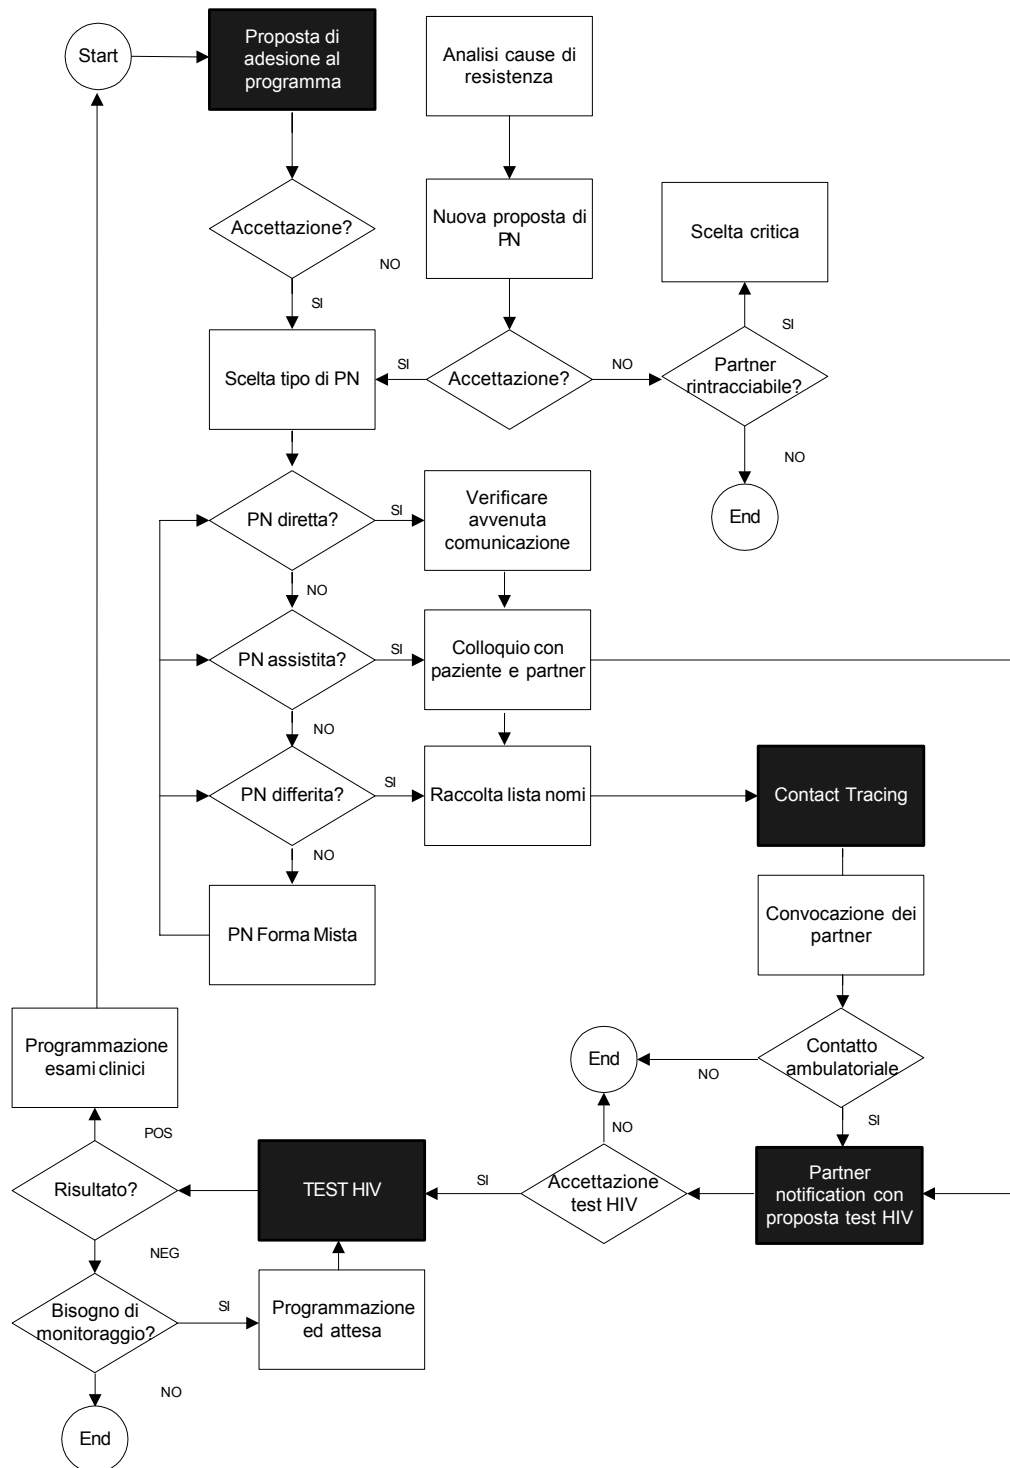 Start
Proposta di
adesione al
programma
Analisi cause di
resistenza
Accettazione?
NO
SI
Nuova proposta di
PN
Scelta critica
SI
Scelta tipo di PN
SI
Accettazione?
NO
Partner
rintracciabile?
NO
End
PN diretta?
SI
Verificare
avvenuta
comunicazione
NO
PN assistita?
SI
Colloquio con
paziente e partner
NO
PN differita?
SI
Raccolta lista nomi
Contact Tracing
NO
PN Forma Mista
Convocazione dei
partner
Programmazione
esami clinici
End
NO
Contatto
ambulatoriale
SI
POS
NO
Risultato?
TEST HIV
SI
Accettazione
test HIV
Partner
notification con
proposta test HIV
NEG
Bisogno di
monitoraggio?
SI
Programmazione
ed attesa
NO
End